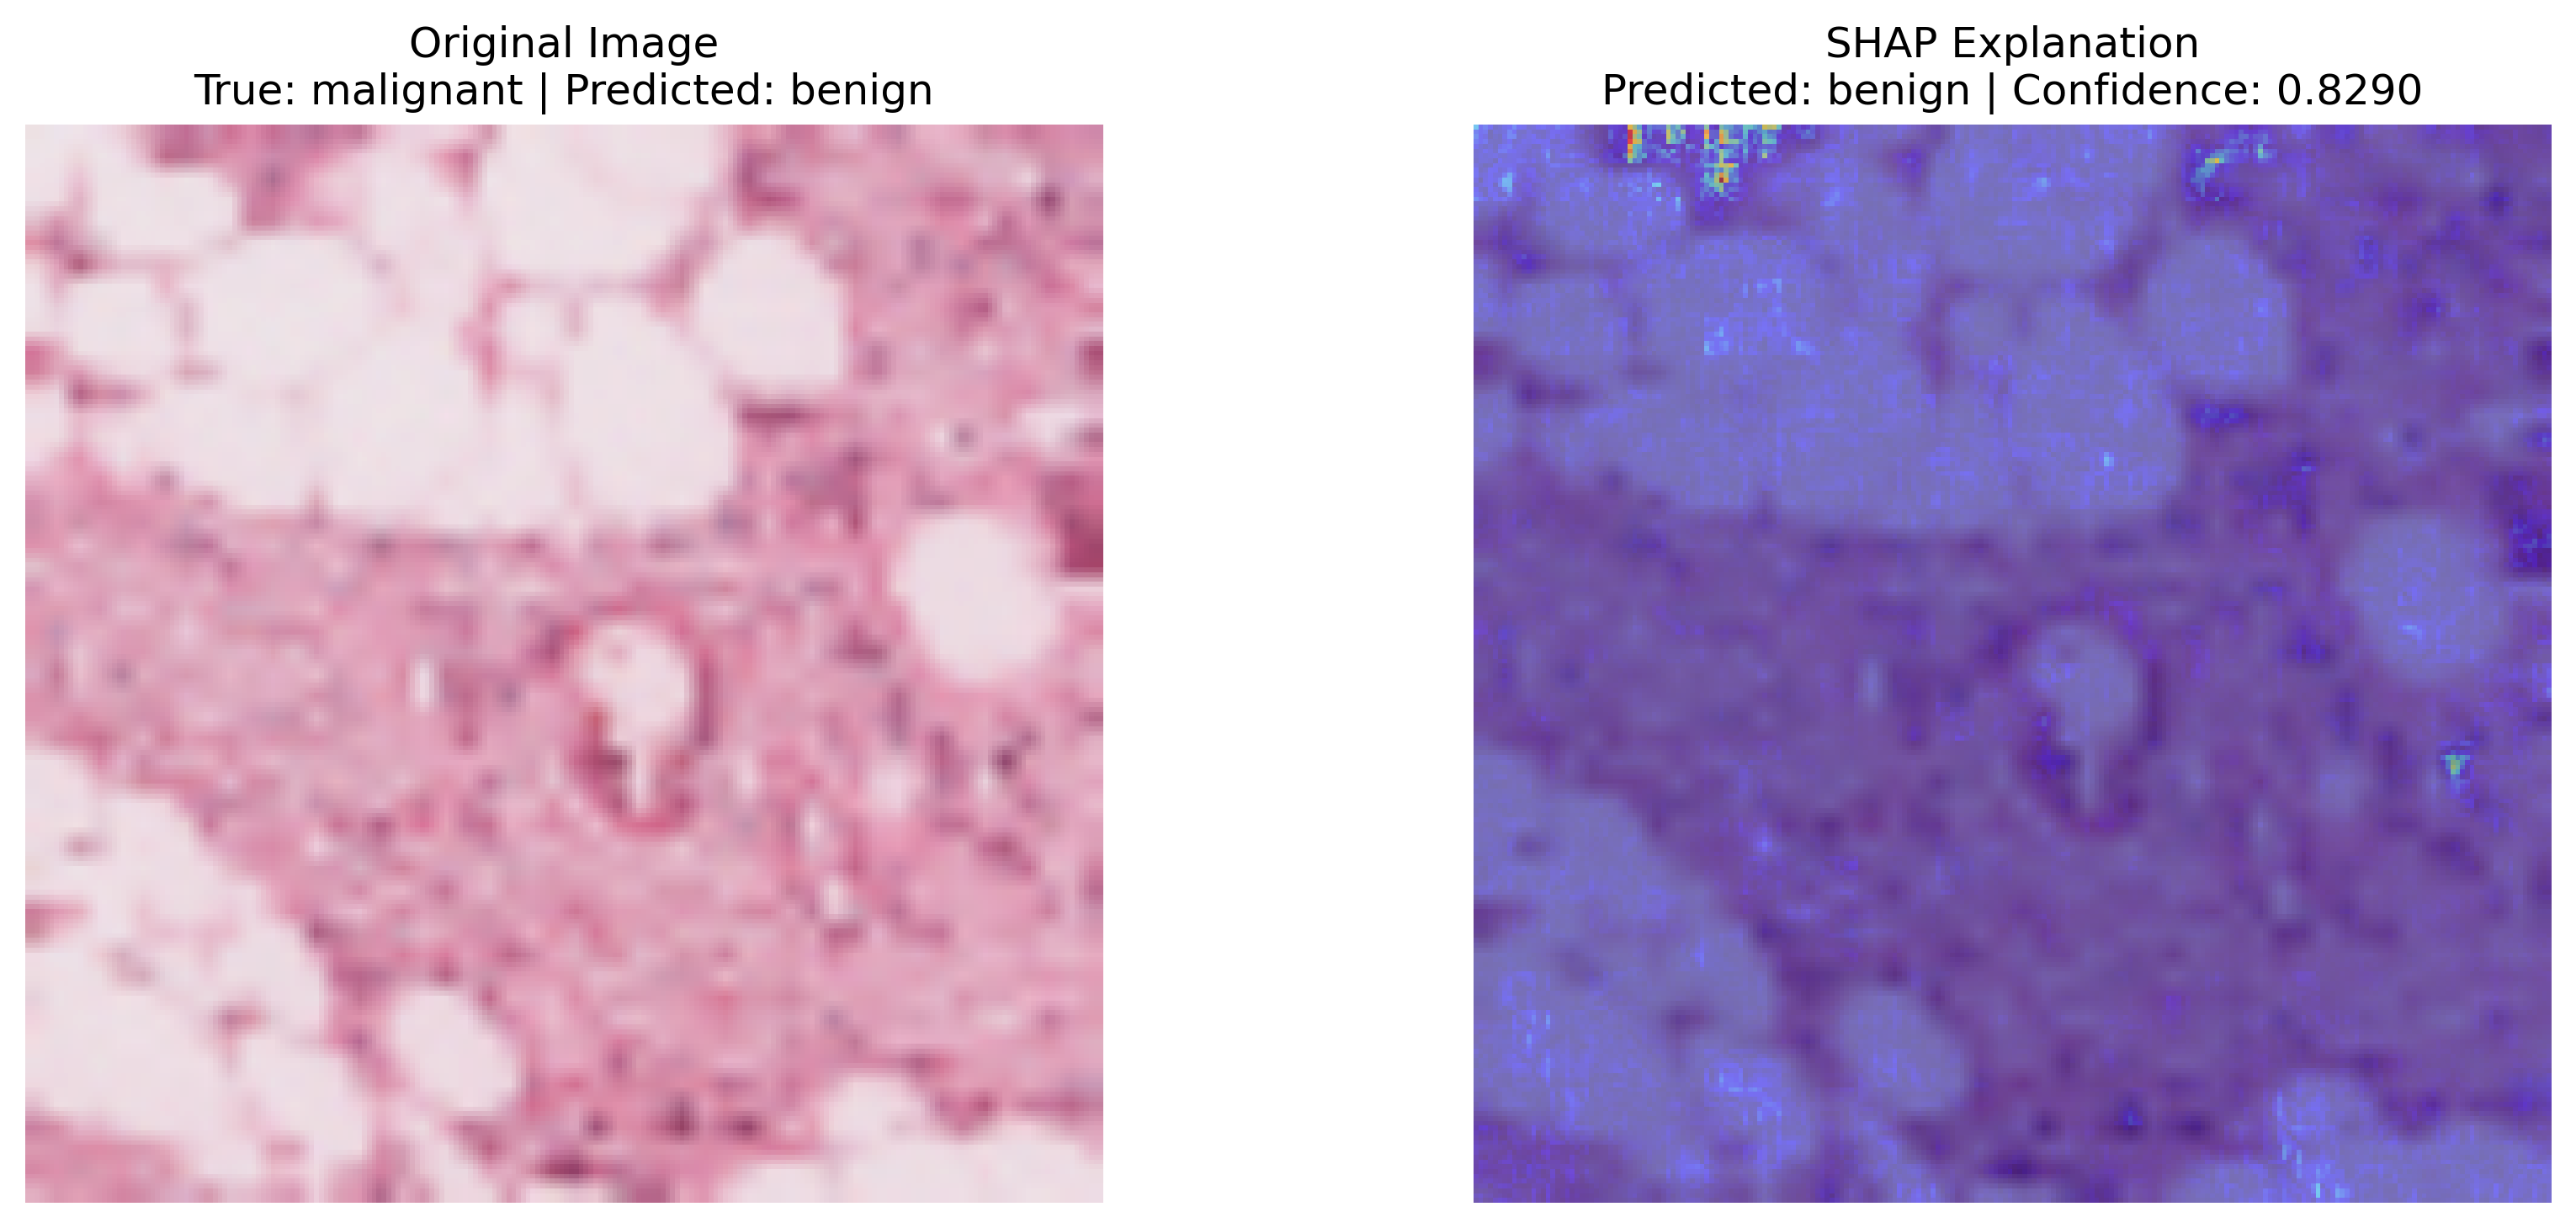 Original Image
True: malignant | Predicted: benign
SHAP Explanation
Predicted: benign | Confidence: 0.8290